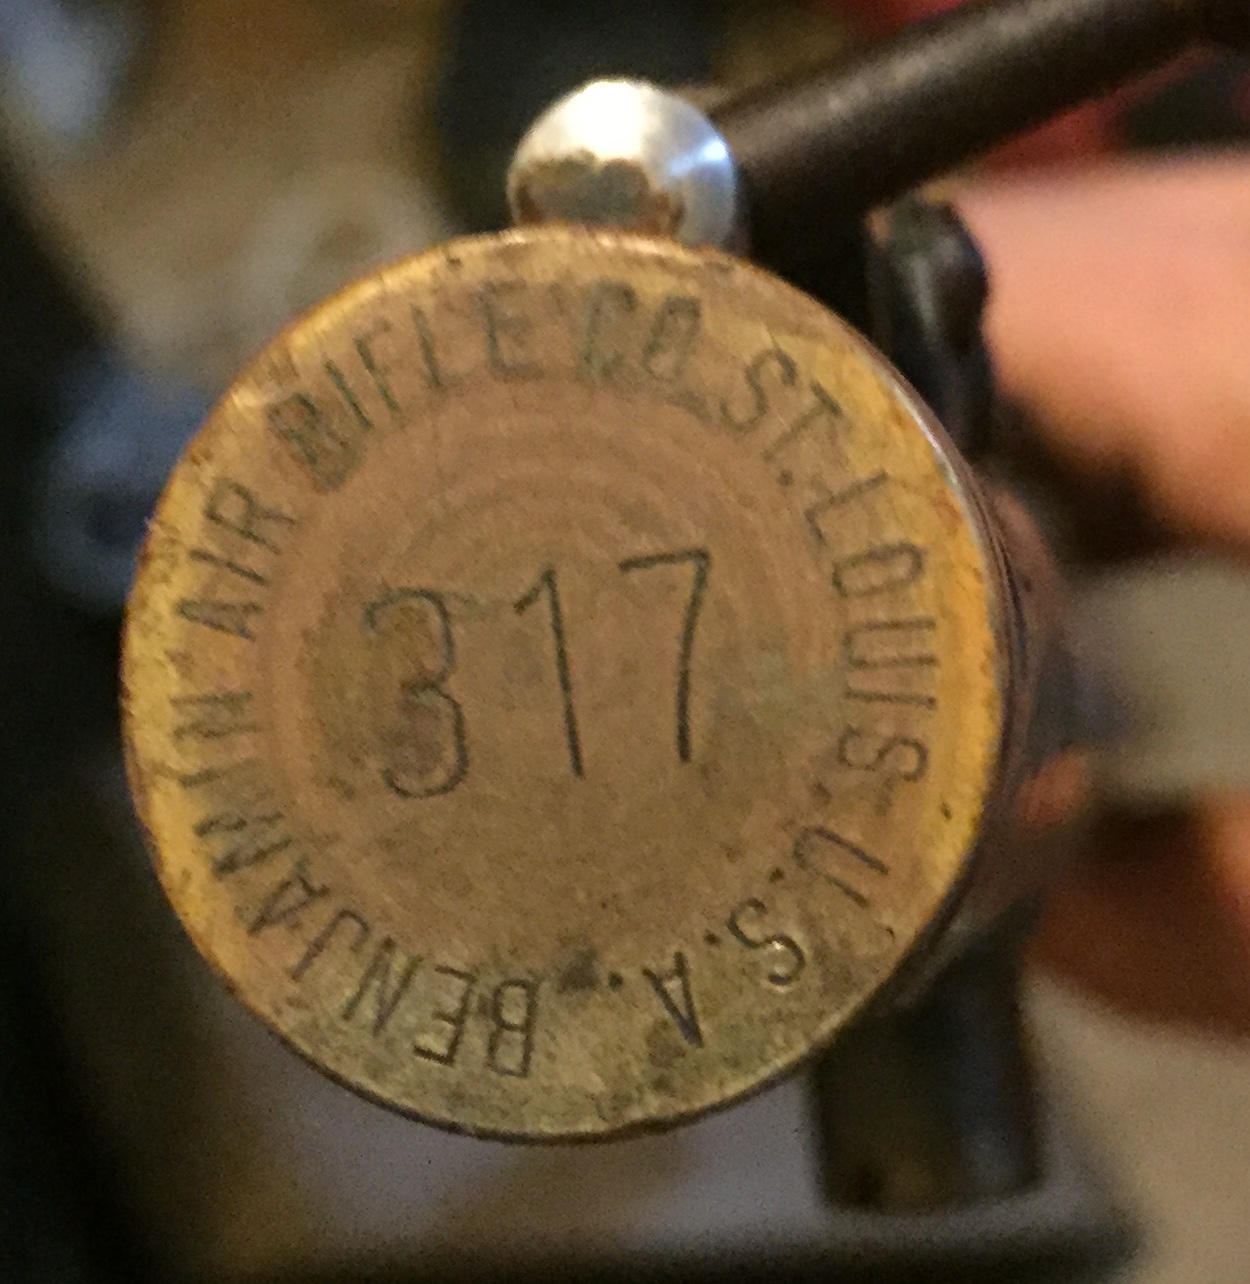 BENJAMIN AIR RIFLE CO. ST. LOUIS. U.S.A.
317